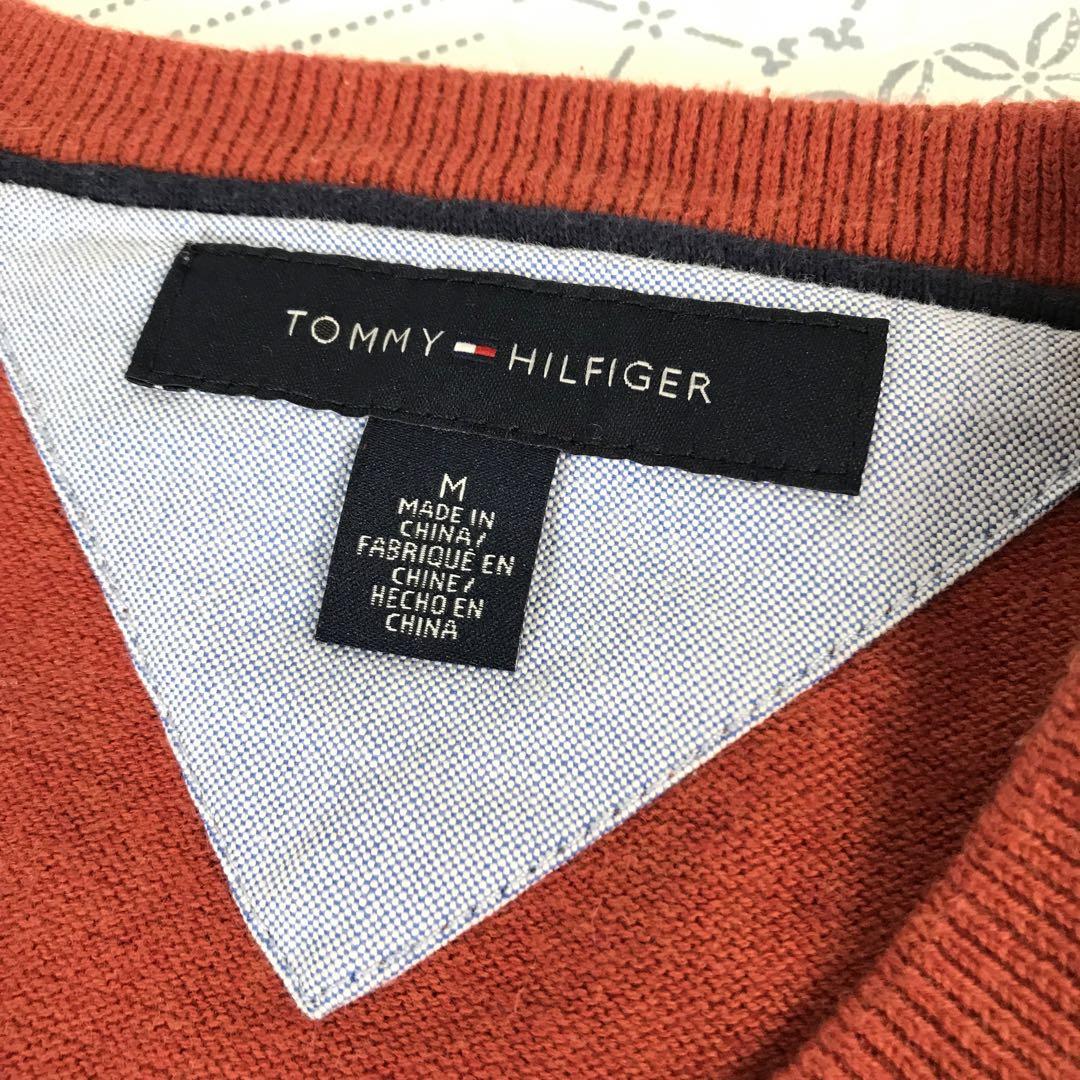 TOMMY HILFIGER
M
MADE IN
CHINA/
FABRIQUÉ EN
CHINE/
HECHO EN
CHINA